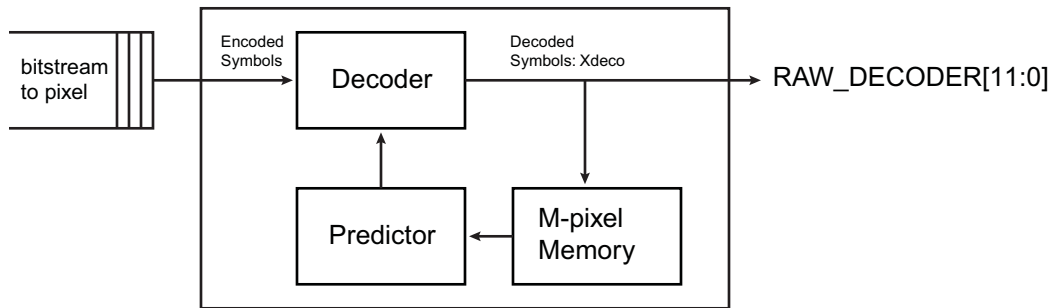 bitstream
to pixel
Encoded
Symbols
Decoder
Decoded
Symbols: Xdeco
RAW_DECODER[11:0]
Predictor
M-pixel
Memory